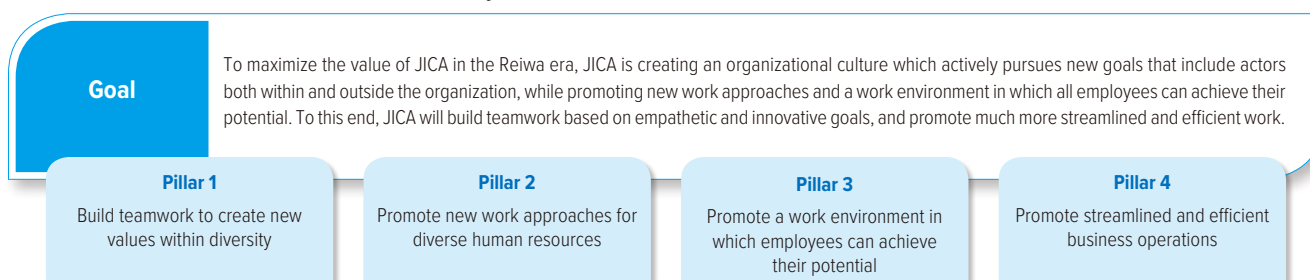 Goal
To maximize the value of JICA in the Reiwa era, JICA is creating an organizational culture which actively pursues new goals that include actors
both within and outside the organization, while promoting new work approaches and a work environment in which all employees can achieve their
potential. To this end, JICA will build teamwork based on empathetic and innovative goals, and promote much more streamlined and efficient work.
Pillar 1
Build teamwork to create new
values within diversity
Pillar 2
Promote new work approaches for
diverse human resources
Pillar 3
Promote a work environment in
which employees can achieve
their potential
Pillar 4
Promote streamlined and efficient
business operations